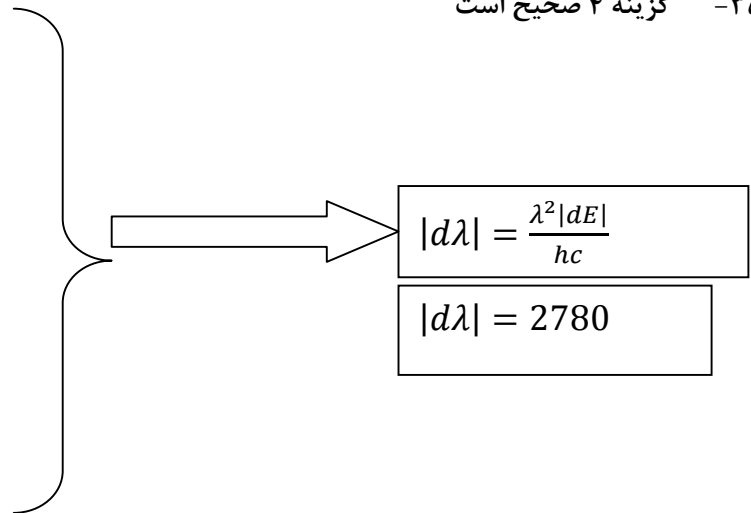 گزینه ۲ صحیح است
|dλ| = λ²|dE| / hc
|dλ| = 2780